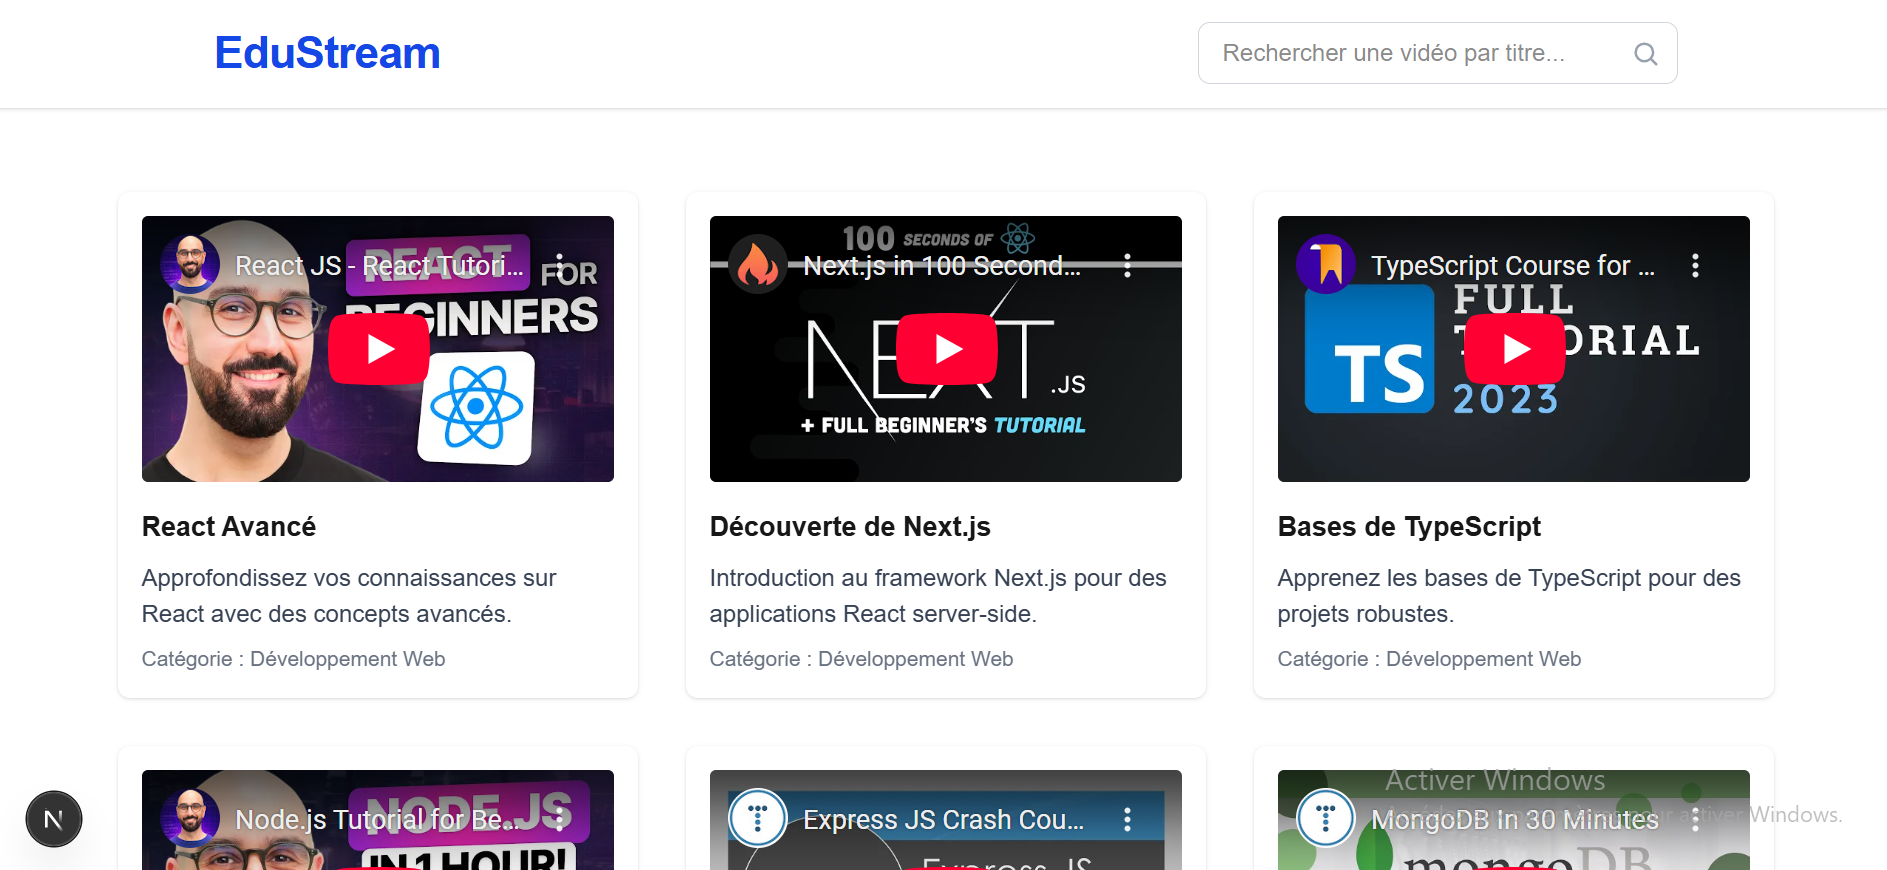 EduStream
Rechercher une vidéo par titre...
React JS - React Tutori...
REACT
FOR
BEGINNERS
100 SECONDS OF
Next.js in 100 Second...
NEXT.JS
+ FULL BEGINNER'S TUTORIAL
TypeScript Course for ...
FULL
TUTORIAL
TS
2023
React Avancé
Approfondissez vos connaissances sur
React avec des concepts avancés.
Catégorie : Développement Web
Découverte de Next.js
Introduction au framework Next.js pour des
applications React server-side.
Catégorie : Développement Web
Bases de TypeScript
Apprenez les bases de TypeScript pour des
projets robustes.
Catégorie : Développement Web
N
Node.js Tutorial for Be...
NODE.JS
IN 1 HOUR!
Express JS Crash Cou...
Express JS
MongoDB In 30 Minutes
mongoDB
Activer Windows
activer Windows.